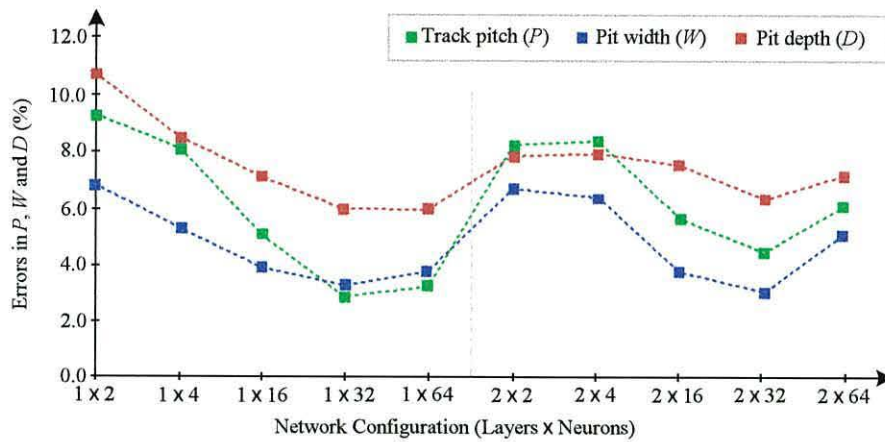 12.0
10.0
8.0
6.0
4.0
2.0
0.0
Errors in P, W and D (%)
Track pitch (P) Pit width (W) Pit depth (D)
1 x 2 1 x 4 1 x 16 1 x 32 1 x 64 2 x 2 2 x 4 2 x 16 2 x 32 2 x 64
Network Configuration (Layers x Neurons)